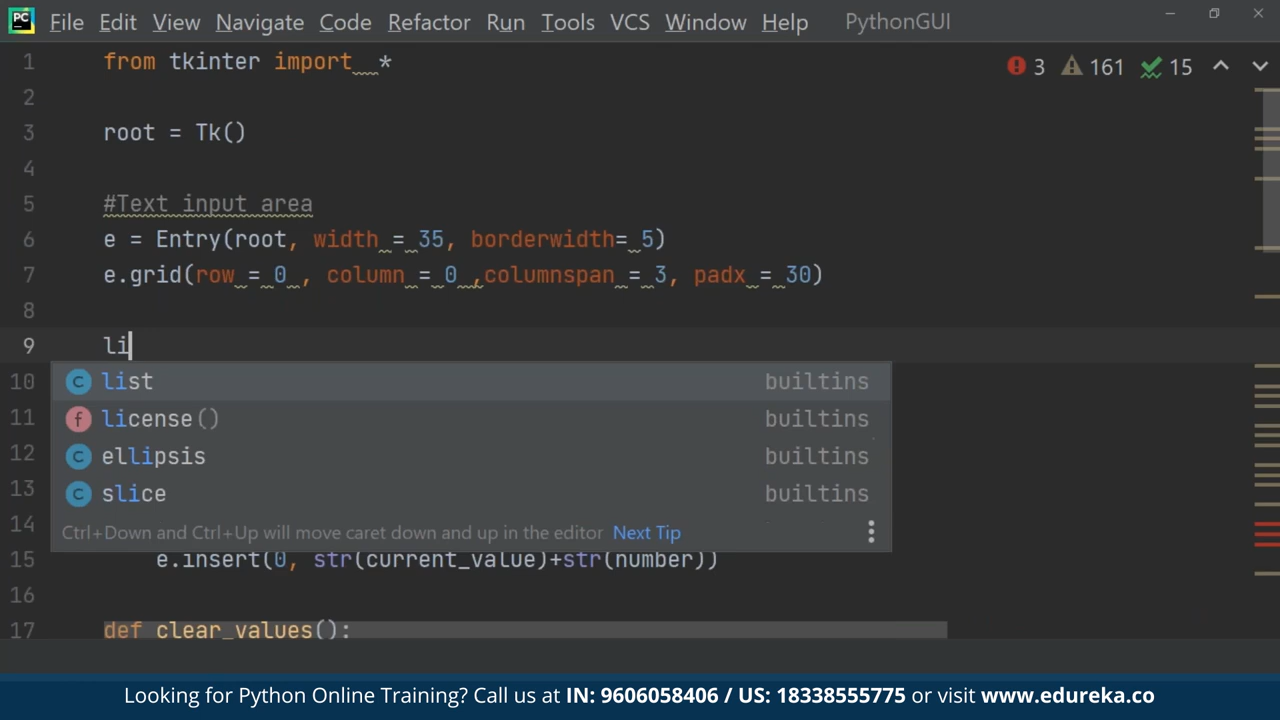 PC File Edit View Navigate Code Refactor Run Tools VCS Window Help PythonGUI
1 from tkinter import  *
3 161 15
2
3 root = Tk()
4
5 #Text input area
6 e = Entry(root, width = 35, borderwidth= 5)
7 e.grid(row = 0 , column = 0 ,columnspan = 3, padx = 30)
8
9 li
10 list builtins
11 license() builtins
12 ellipsis builtins
13 slice builtins
14 Ctrl+Down and Ctrl+Up will move caret down and up in the editor Next Tip
15 e.insert(0, str(current_value)+str(number))
16
17 def clear_values():
Looking for Python Online Training? Call us at IN: 9606058406 / US: 18338555775 or visit www.edureka.co